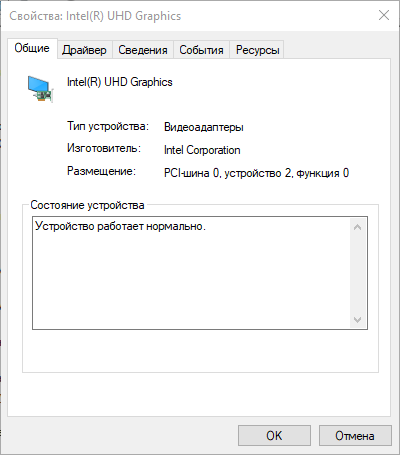 Свойства: Intel(R) UHD Graphics
Общие Драйвер Сведения События Ресурсы
Intel(R) UHD Graphics
Тип устройства: Видеоадаптеры
Изготовитель: Intel Corporation
Размещение: PCI-шина 0, устройство 2, функция 0
Состояние устройства
Устройство работает нормально.
OK Отмена